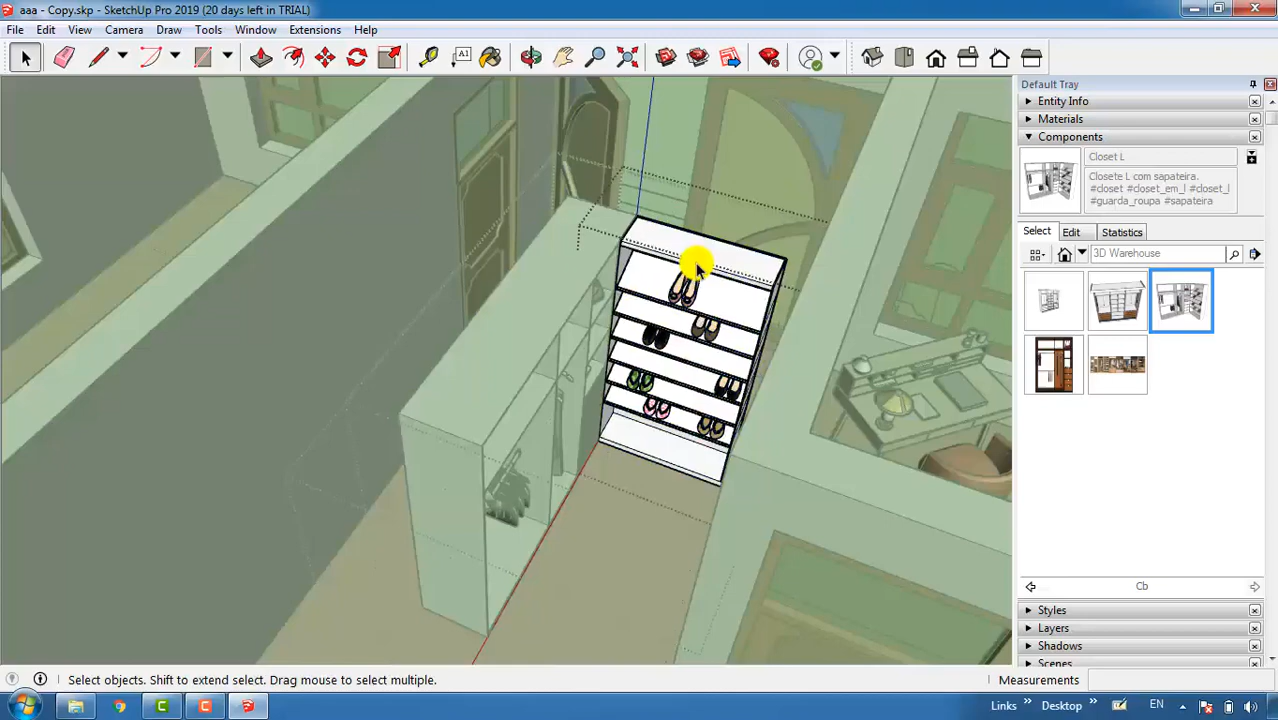 aaa - Copy.skp - SketchUp Pro 2019 (20 days left in TRIAL)
File Edit View Camera Draw Tools Window Extensions Help
A1
Default Tray
Entity Info
Materials
Components
Closet L
Closete L com sapateira.
#closet #closet_em_l #closet_l
#guarda_roupa #sapateira
Select Edit Statistics
3D Warehouse
Cb
Styles
Layers
Shadows
Scenes
Select objects. Shift to extend select. Drag mouse to select multiple.
Measurements
Links » Desktop » EN